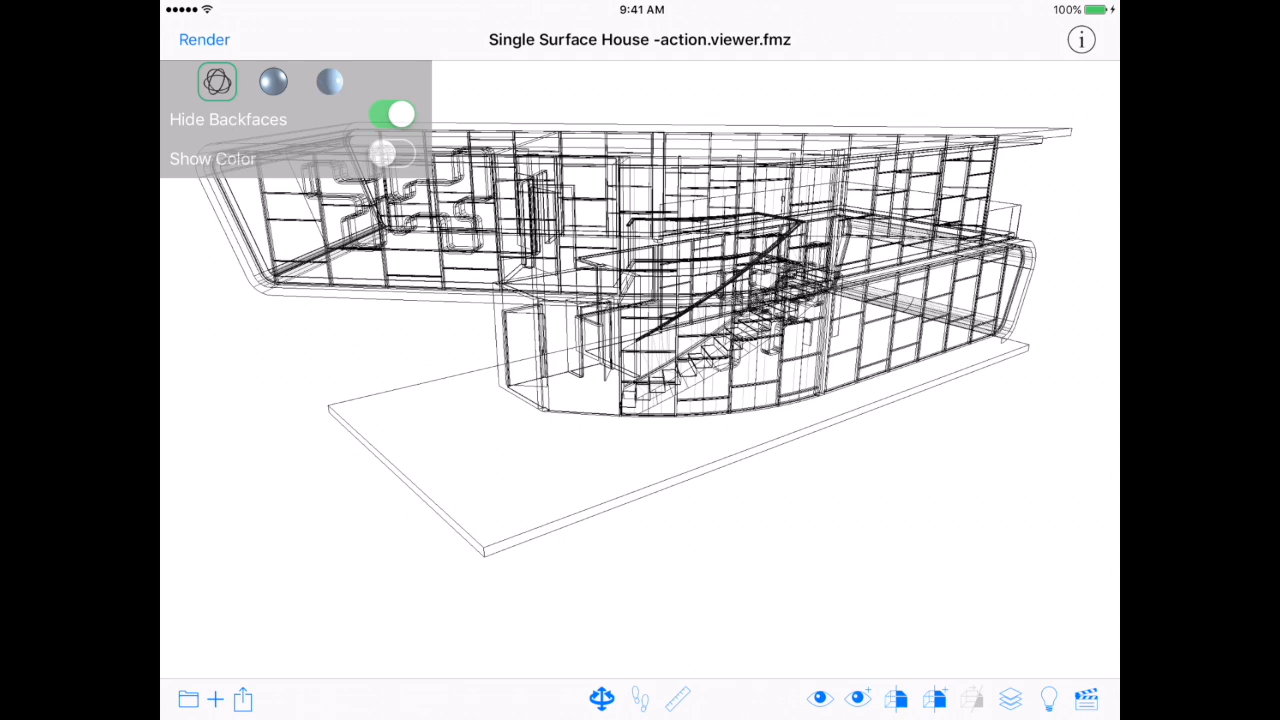 9:41 AM
100%
Render
Single Surface House -action.viewer.fmz
Hide Backfaces
Show Color